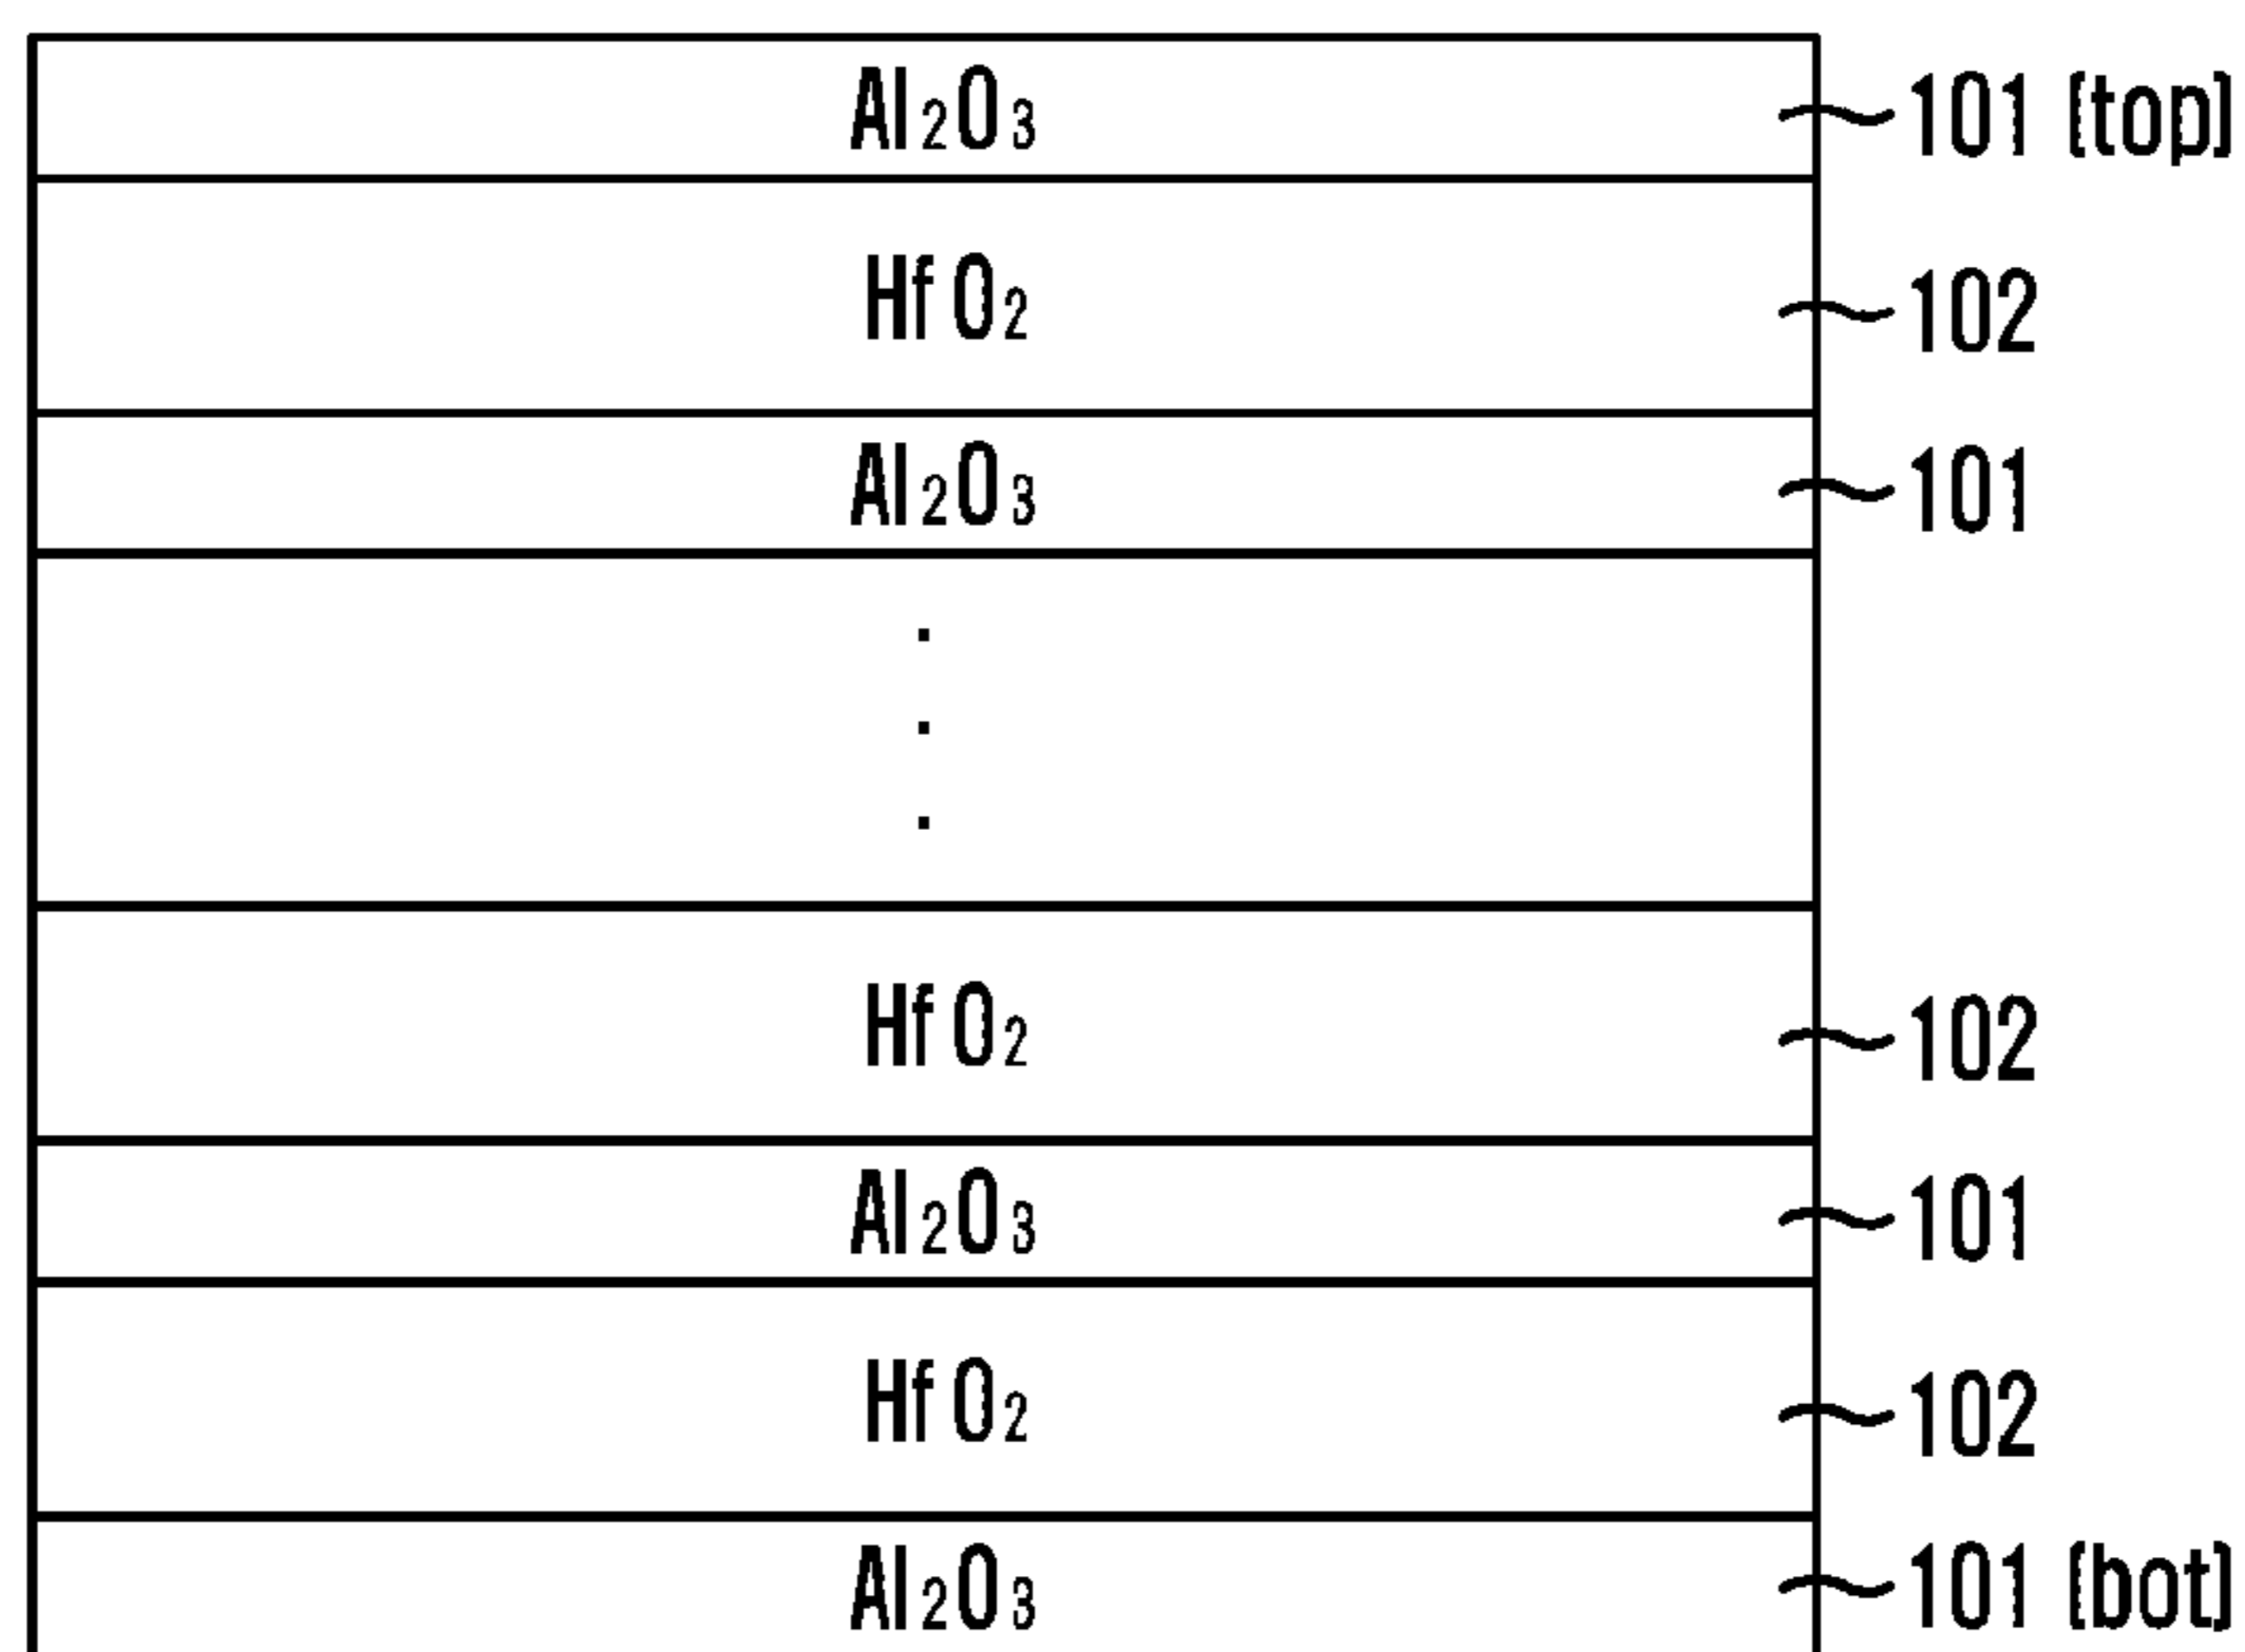 Al₂O₃ 101 (top)
HfO₂ 102
Al₂O₃ 101
.
.
.
HfO₂ 102
Al₂O₃ 101
HfO₂ 102
Al₂O₃ 101 (bot)